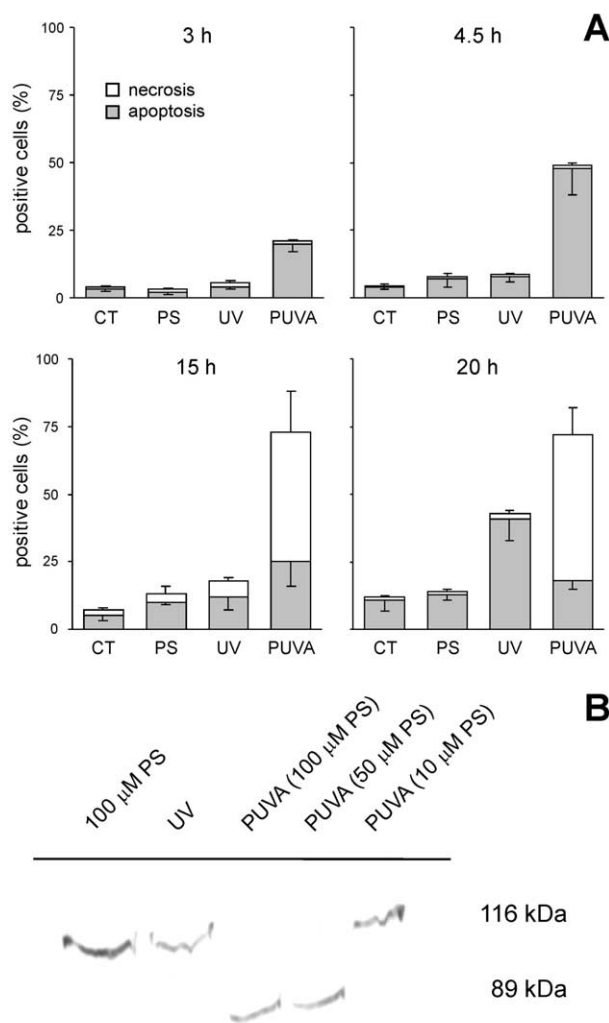 A
3 h
4.5 h
100
75
50
25
0
positive cells (%)
necrosis
apoptosis
CT PS UV PUVA
CT PS UV PUVA
15 h
20 h
100
75
50
25
0
positive cells (%)
CT PS UV PUVA
CT PS UV PUVA
B
100 μM PS
UV
PUVA (100 μM PS)
PUVA (50 μM PS)
PUVA (10 μM PS)
116 kDa
89 kDa